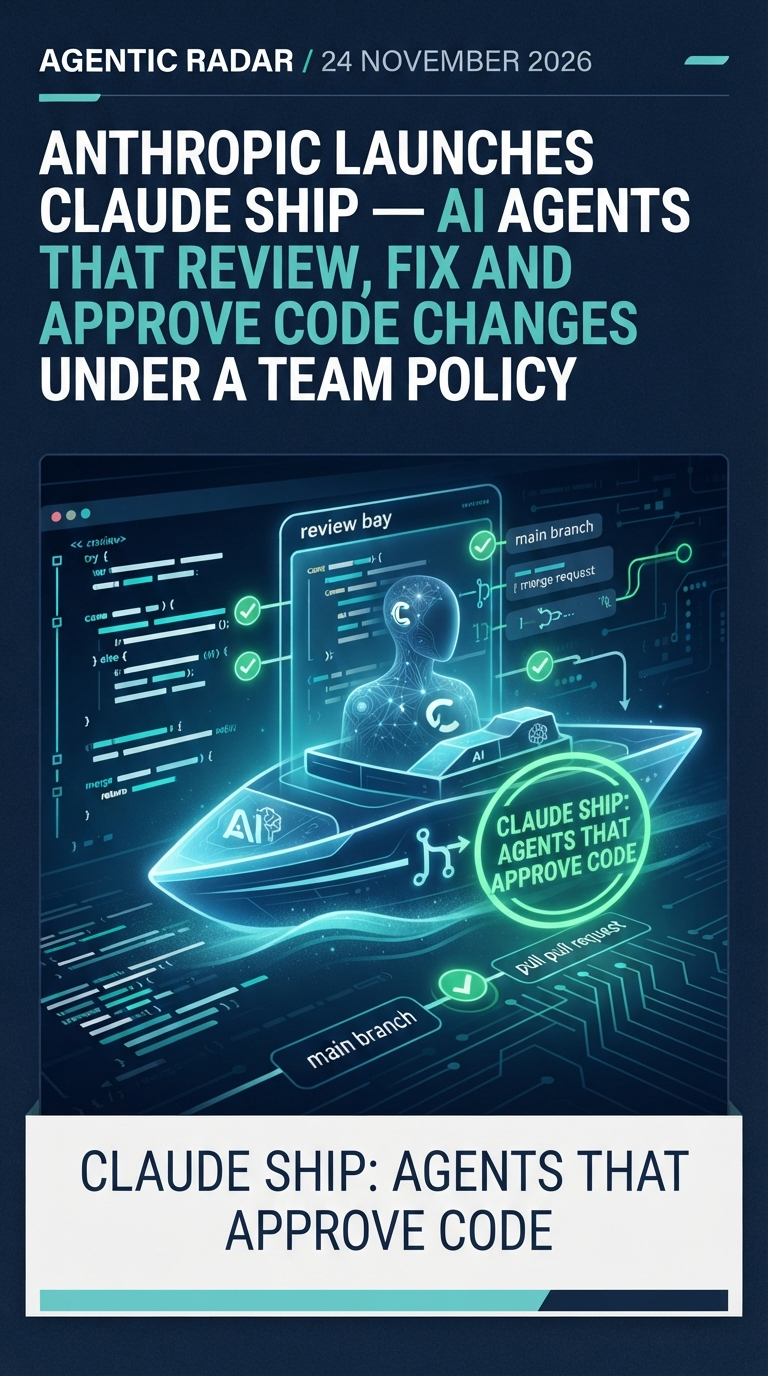 AGENTIC RADAR / 24 NOVEMBER 2026
ANTHROPIC LAUNCHES
CLAUDE SHIP — AI AGENTS
THAT REVIEW, FIX AND
APPROVE CODE CHANGES
UNDER A TEAM POLICY
review bay
main branch
merge request
} else {
return
AI
AI
CLAUDE SHIP:
AGENTS THAT
APPROVE CODE
pull pull request
main branch
CLAUDE SHIP: AGENTS THAT
APPROVE CODE